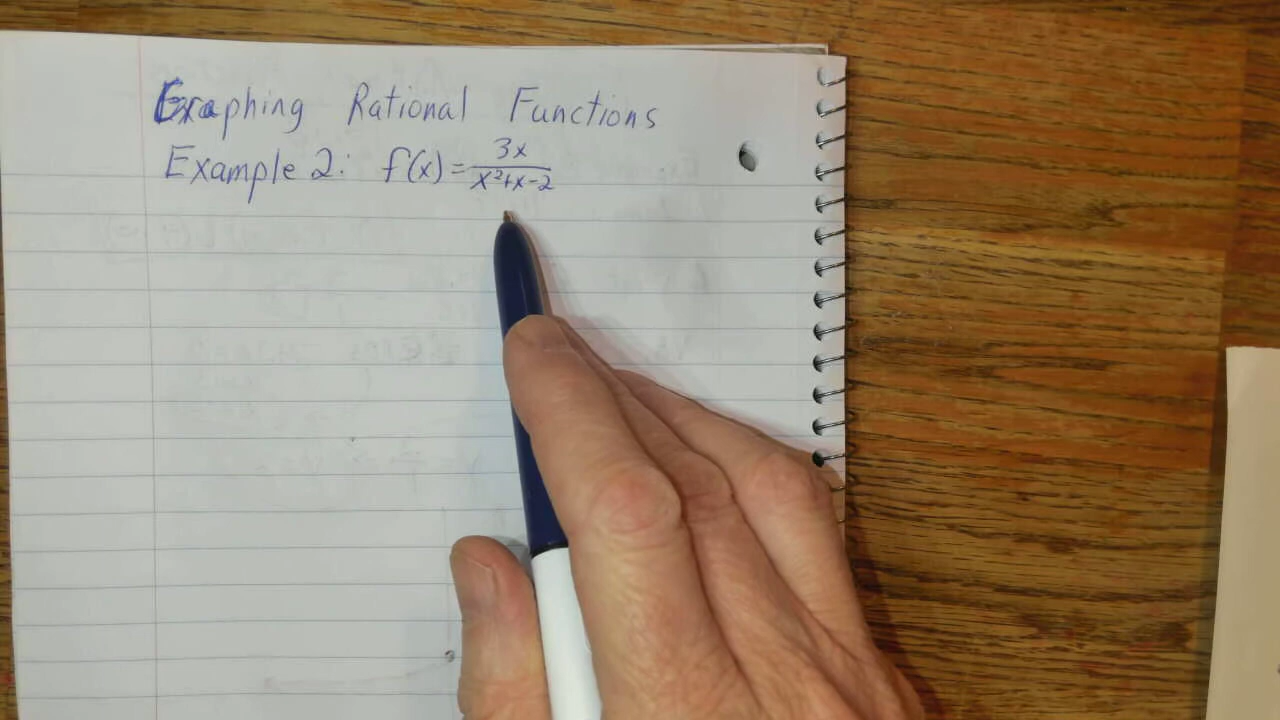 Graphing Rational Functions
Example 2: f(x) = 3x / x²+x-2